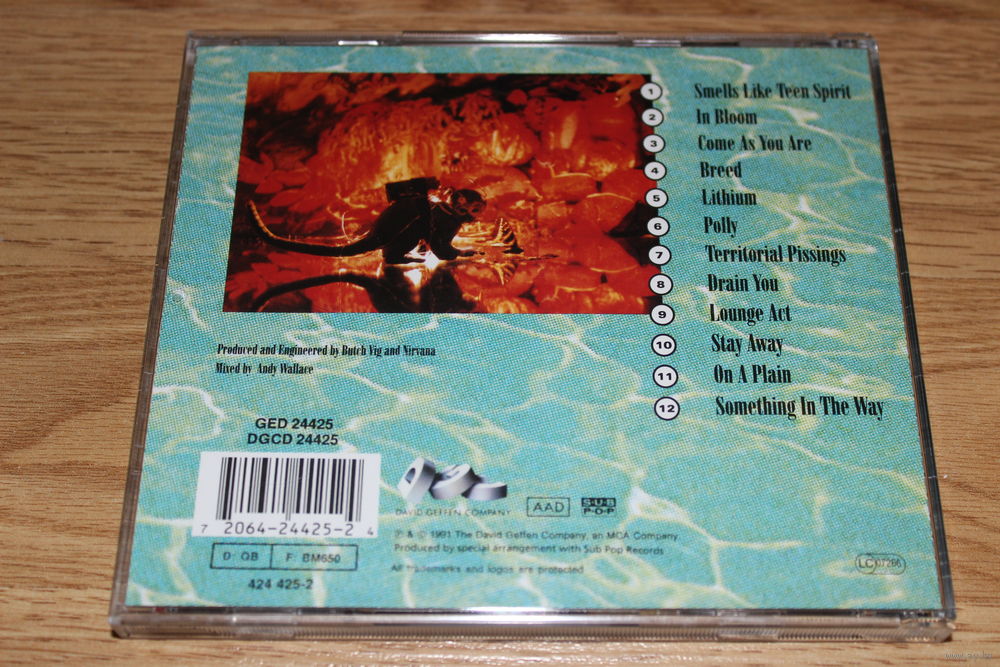 1 Smells Like Teen Spirit
2 In Bloom
3 Come As You Are
4 Breed
5 Lithium
6 Polly
7 Territorial Pissings
8 Drain You
9 Lounge Act
10 Stay Away
11 On A Plain
12 Something In The Way
Produced and Engineered by Butch Vig and Nirvana
Mixed by Andy Wallace
GED 24425
DGCD 24425
7 2064-24425-2 4
D: QB F: BM650
424 425-2
DAVID GEFFEN COMPANY
AAD
SUB POP
℗ & © 1991 The David Geffen Company, an MCA Company
Produced by special arrangement with Sub Pop Records
All trademarks and logos are protected
LC 07266